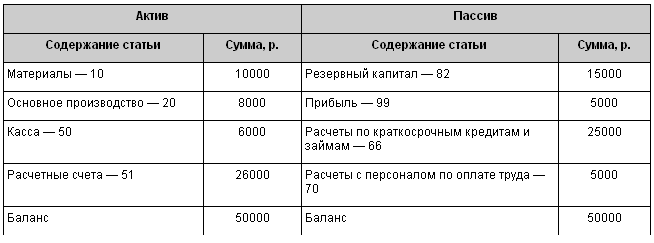 Актив Пассив
Содержание статьи Сумма, р. Содержание статьи Сумма, р.
Материалы — 10 10000 Резервный капитал — 82 15000
Основное производство — 20 8000 Прибыль — 99 5000
Касса — 50 6000 Расчеты по краткосрочным кредитам и 25000
займам — 66
Расчетные счета — 51 26000 Расчеты с персоналом по оплате труда — 5000
70
Баланс 50000 Баланс 50000